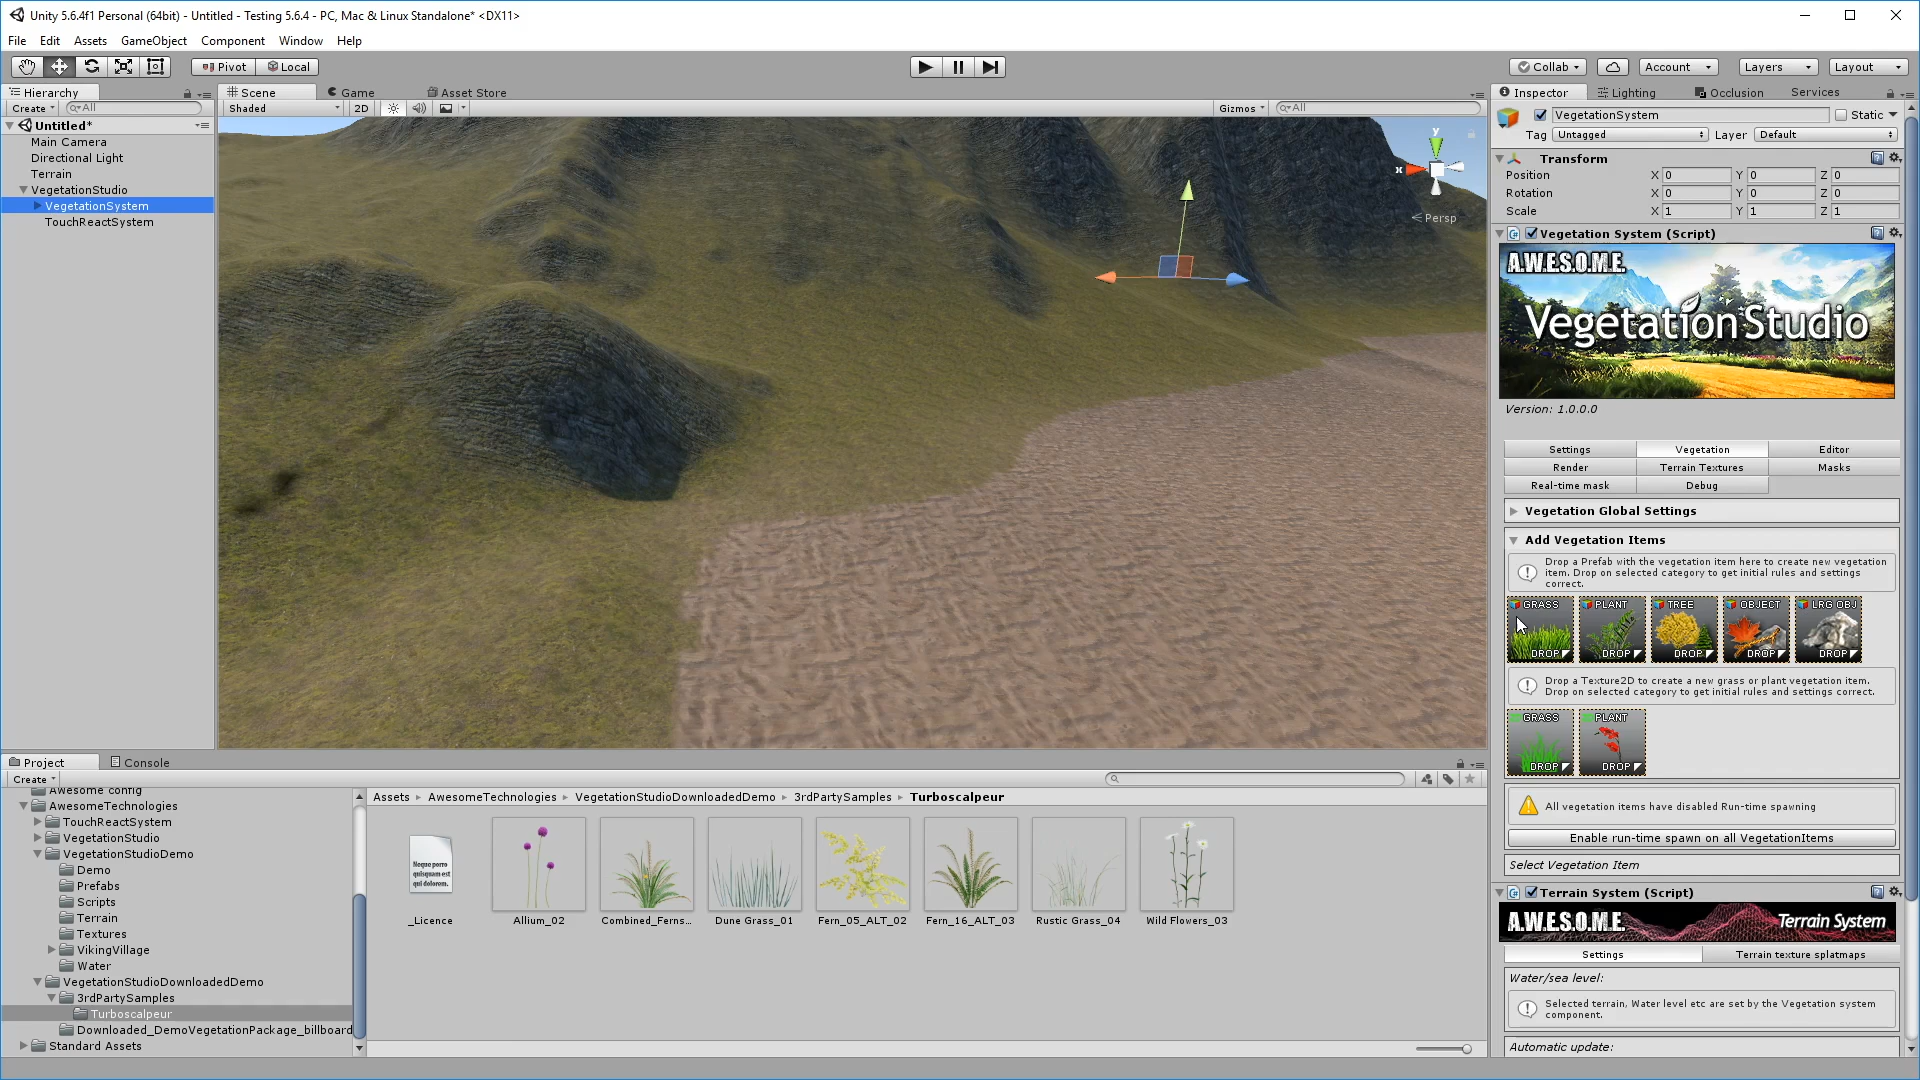 Unity 5.6.4f1 Personal (64bit) - Untitled - Testing 5.6.4 - PC, Mac & Linux Standalone* <DX11>
File Edit Assets GameObject Component Window Help
Pivot Local Collab Account Layers Layout
Hierarchy
Create All
Untitled*
Main Camera
Directional Light
Terrain
VegetationStudio
VegetationSystem
TouchReactSystem
Scene Game Asset Store
Shaded 2D Gizmos All
y
x
Persp
Inspector Lighting Occlusion Services
VegetationSystem Static
Tag Untagged Layer Default
Transform
Position X 0 Y 0 Z 0
Rotation X 0 Y 0 Z 0
Scale X 1 Y 1 Z 1
Vegetation System (Script)
A.W.E.S.O.M.E.
VegetationStudio
Version: 1.0.0.0
Settings Vegetation Editor
Render Terrain Textures Masks
Real-time mask Debug
Vegetation Global Settings
Add Vegetation Items
Drop a Prefab with the vegetation item here to create new vegetation
item. Drop on selected category to get initial rules and settings
correct.
GRASS PLANT TREE OBJECT LRG OBJ
DROP DROP DROP DROP DROP
Drop a Texture2D to create a new grass or plant vegetation item.
Drop on selected category to get initial rules and settings correct.
GRASS PLANT
DROP DROP
All vegetation items have disabled Run-time spawning
Enable run-time spawn on all VegetationItems
Select Vegetation Item
Terrain System (Script)
A.W.E.S.O.M.E. Terrain System
Settings Terrain texture splatmaps
Water/sea level:
Selected terrain, Water level etc are set by the Vegetation system
component.
Automatic update:
Project Console
Create
Awesome config
AwesomeTechnologies
TouchReactSystem
VegetationStudio
VegetationStudioDemo
Demo
Prefabs
Scripts
Terrain
Textures
VikingVillage
Water
VegetationStudioDownloadedDemo
3rdPartySamples
Turboscalpeur
Downloaded_DemoVegetationPackage_billboard
Standard Assets
Assets AwesomeTechnologies VegetationStudioDownloadedDemo 3rdPartySamples Turboscalpeur
Neque porro
quisquam est
qui dolorem.
_Licence Allium_02 Combined_Ferns... Dune Grass_01 Fern_05_ALT_02 Fern_16_ALT_03 Rustic Grass_04 Wild Flowers_03